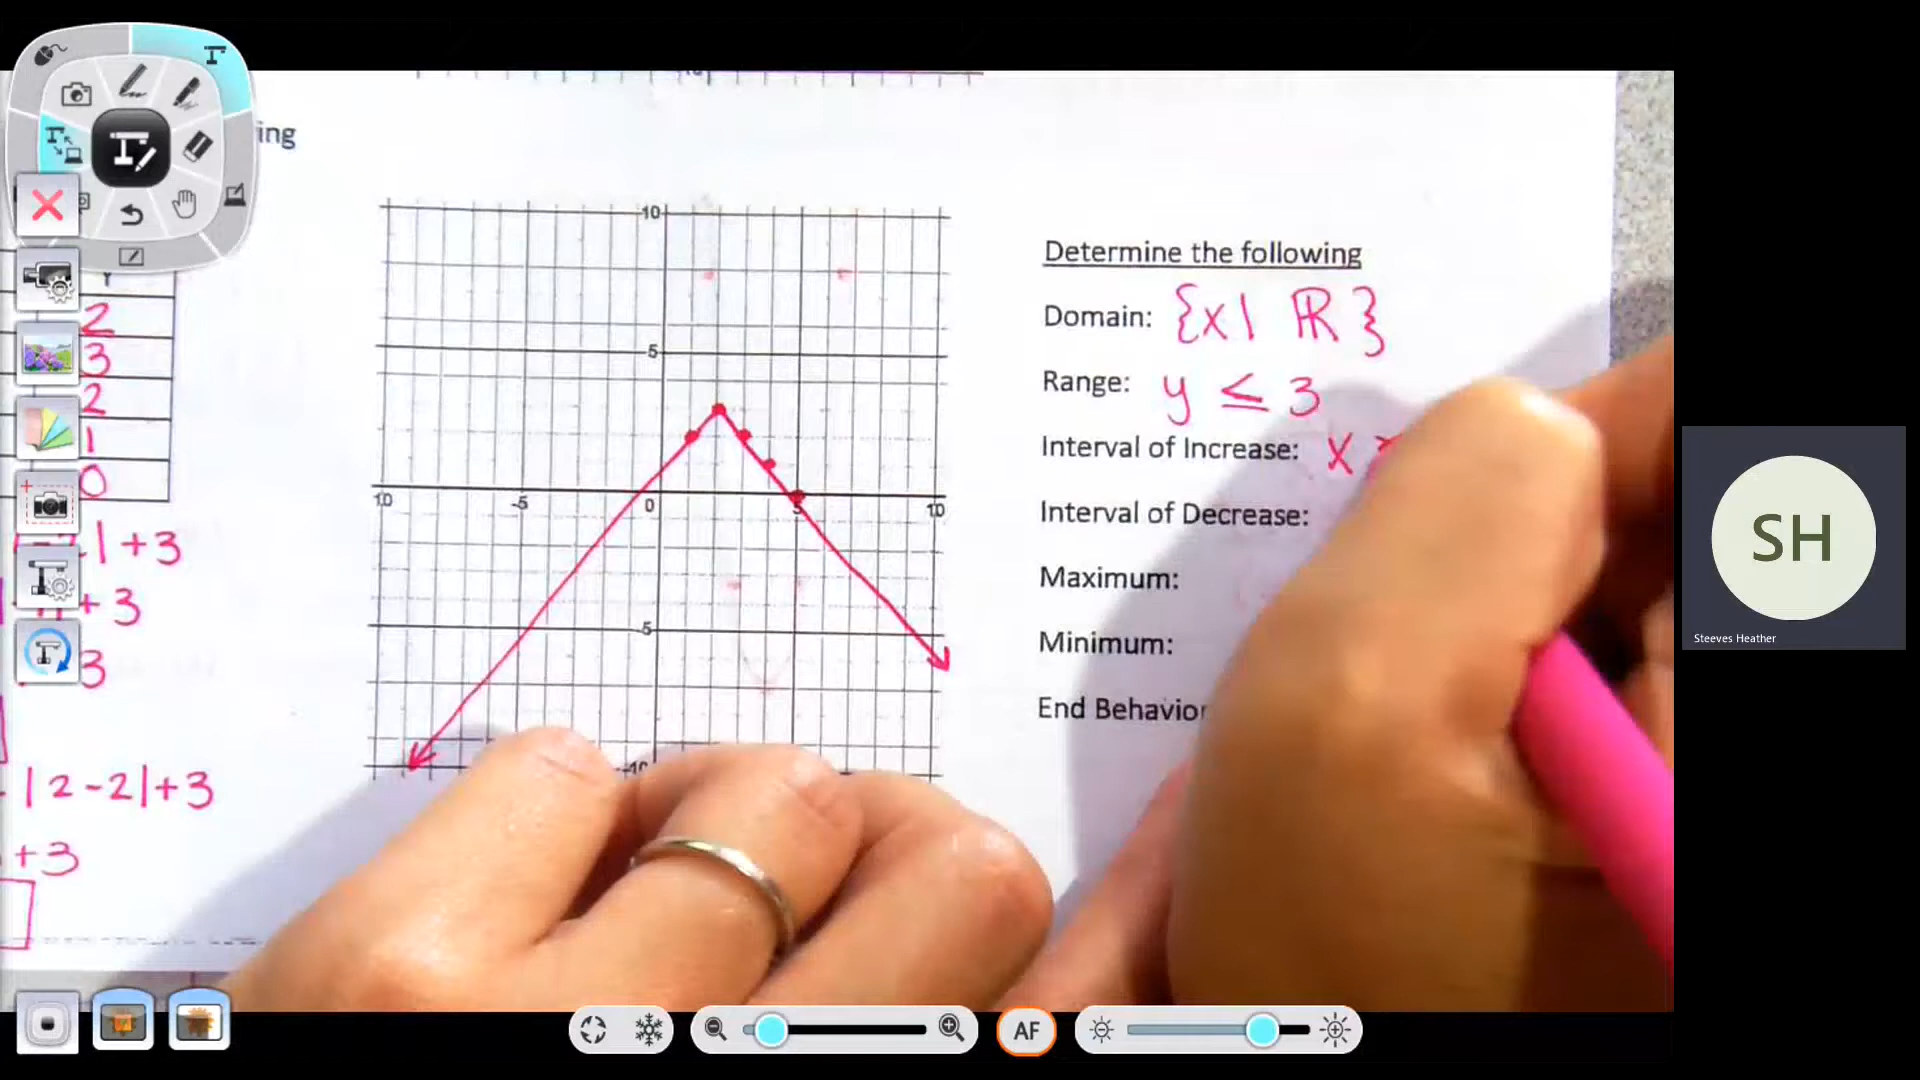 ing
Y
2
3
2
1
0
| +3
+ 3
3
| 2 - 2 | + 3
+ 3
10
5
10
-5
0
5
10
-5
-10
Determine the following
Domain: {x | ℝ }
Range: y ≤ 3
Interval of Increase: x
Interval of Decrease:
Maximum:
Minimum:
End Behavior
SH
Steeves Heather
AF